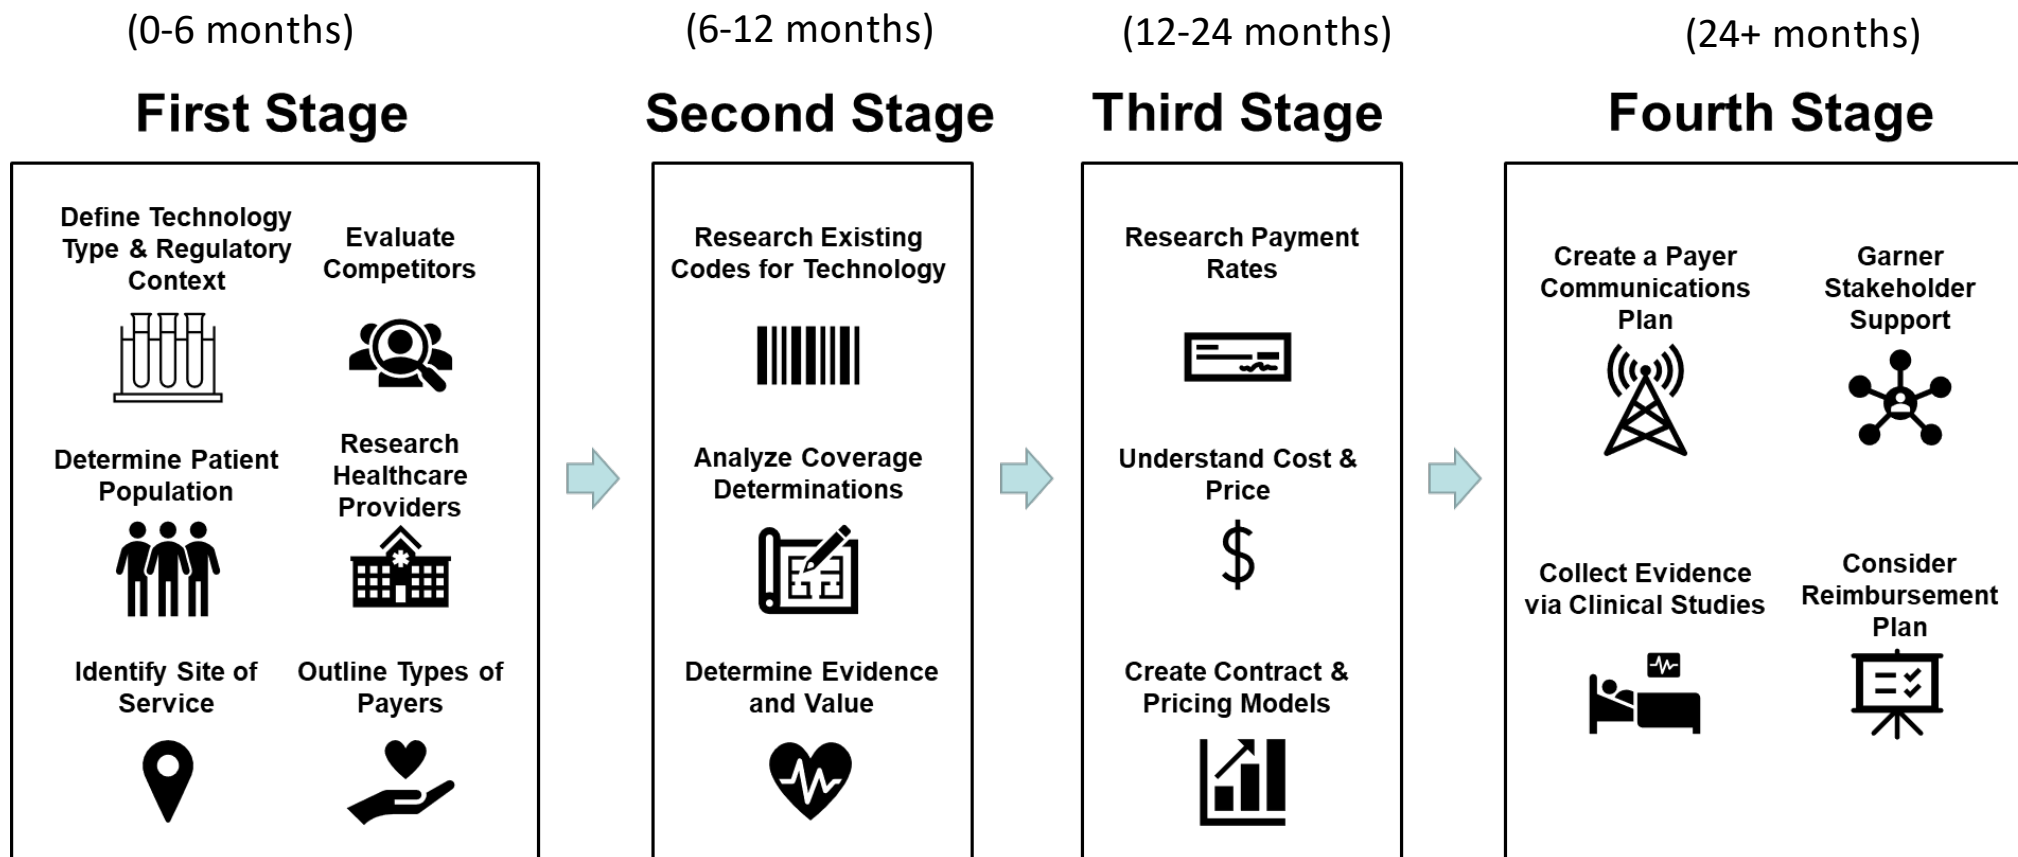 (0-6 months)
First Stage
Define Technology
Type & Regulatory
Context
Evaluate
Competitors
Determine Patient
Population
Research
Healthcare
Providers
Identify Site of
Service
Outline Types of
Payers
(6-12 months)
Second Stage
Research Existing
Codes for Technology
Analyze Coverage
Determinations
Determine Evidence
and Value
(12-24 months)
Third Stage
Research Payment
Rates
Understand Cost &
Price
$
Create Contract &
Pricing Models
(24+ months)
Fourth Stage
Create a Payer
Communications
Plan
Garner
Stakeholder
Support
Collect Evidence
via Clinical Studies
Consider
Reimbursement
Plan